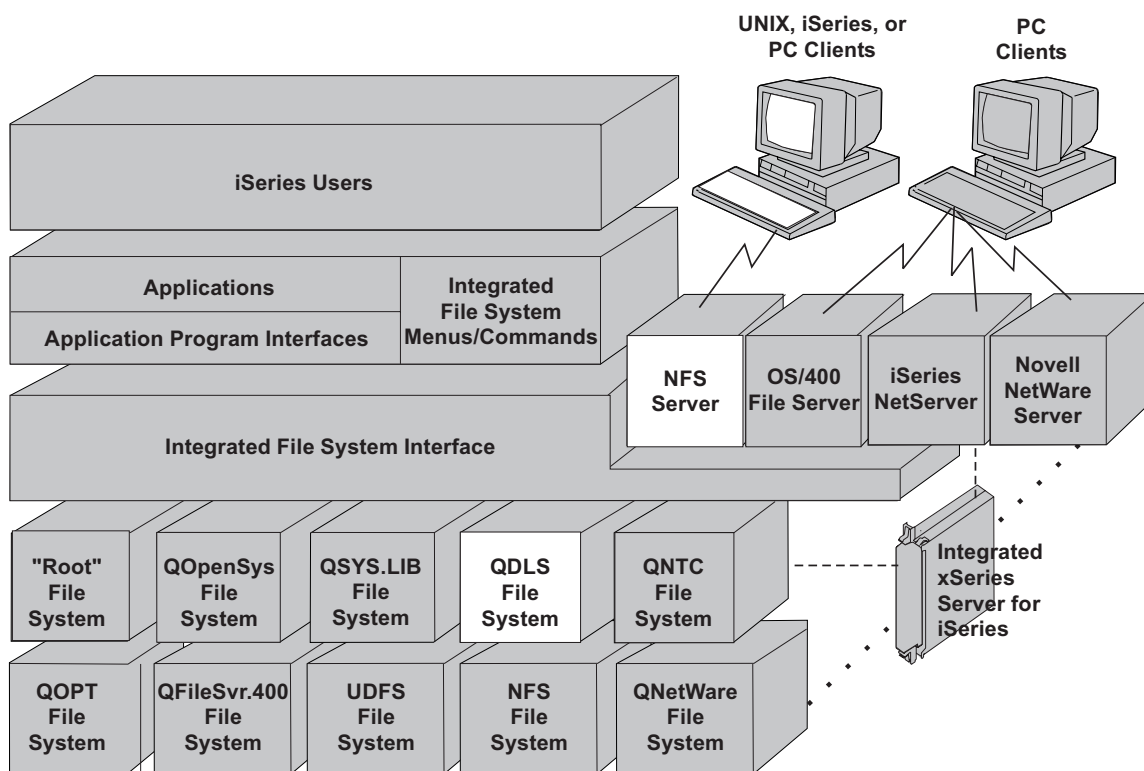 UNIX, iSeries, or
PC Clients
PC
Clients
iSeries Users
Applications
Application Program Interfaces
Integrated
File System
Menus/Commands
NFS
Server
OS/400
File Server
iSeries
NetServer
Novell
NetWare
Server
Integrated File System Interface
"Root"
File
System
QOpenSys
File
System
QSYS.LIB
File
System
QDLS
File
System
QNTC
File
System
Integrated
xSeries
Server for
iSeries
QOPT
File
System
QFileSvr.400
File
System
UDFS
File
System
NFS
File
System
QNetWare
File
System